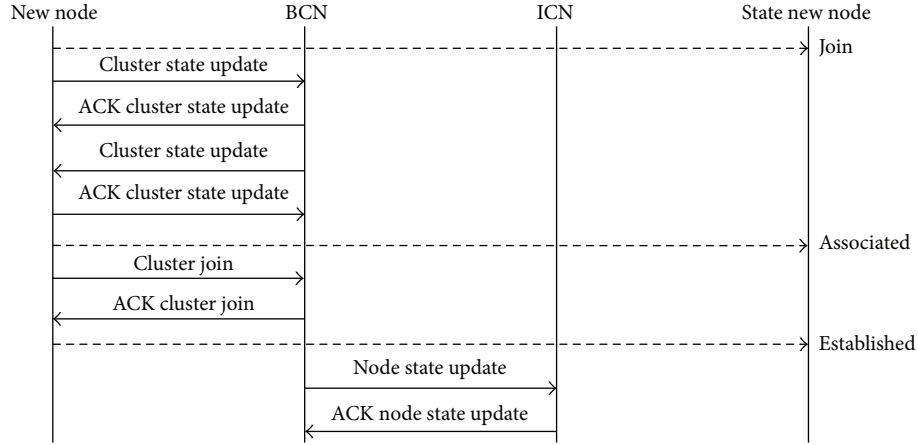 New node
BCN
ICN
State new node
Join
Cluster state update
ACK cluster state update
Cluster state update
ACK cluster state update
Associated
Cluster join
ACK cluster join
Established
Node state update
ACK node state update